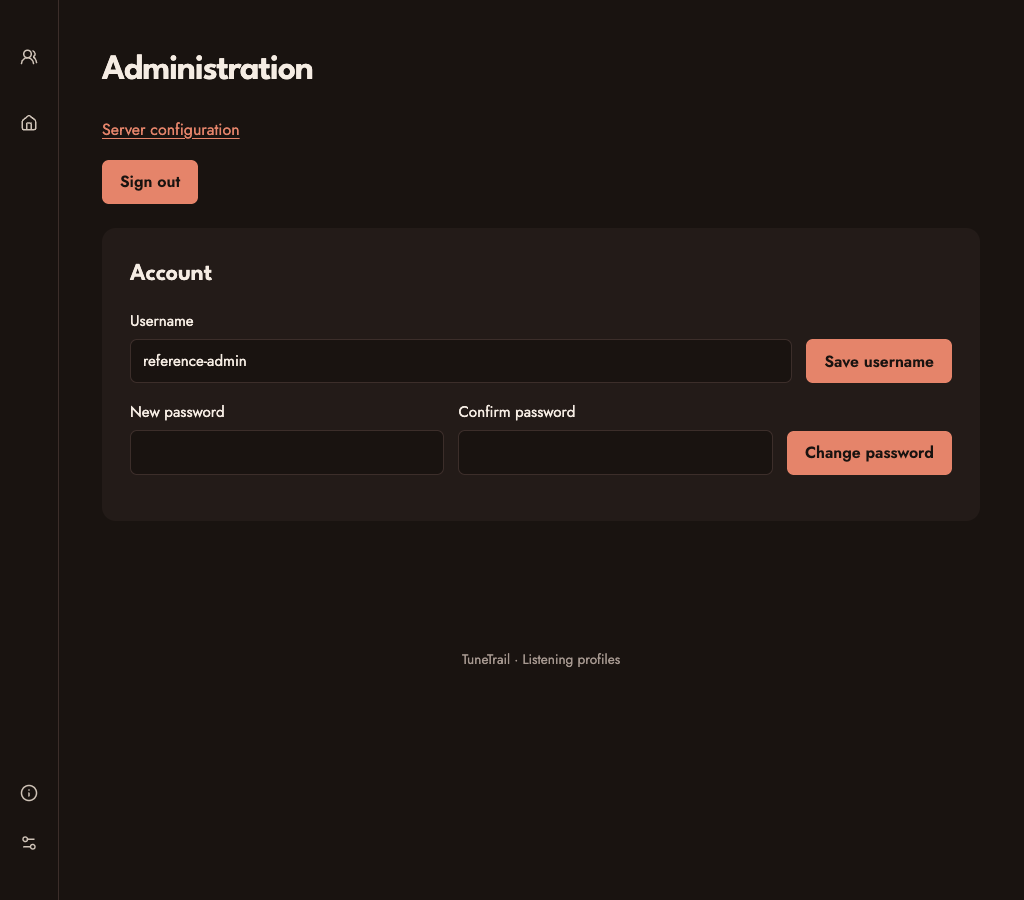 Administration
Server configuration
Sign out
Account
Username
reference-admin
Save username
New password
Confirm password
Change password
TuneTrail · Listening profiles